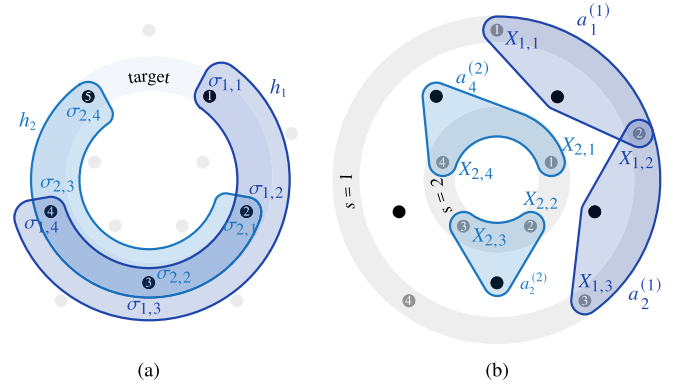 target
σ₁,₁
h₁
h₂
σ₂,₄
σ₂,₃
σ₁,₂
σ₂,₁
σ₁,₄
σ₂,₂
σ₁,₃
1
2
3
4
5
(a)
s = 1
s = 2
a₁⁽¹⁾
X₁,₁
a₄⁽²⁾
X₂,₁
X₁,₂
X₂,₄
X₂,₂
X₂,₃
X₁,₃
a₂⁽¹⁾
a₂⁽²⁾
1
2
3
4
1
2
3
4
(b)